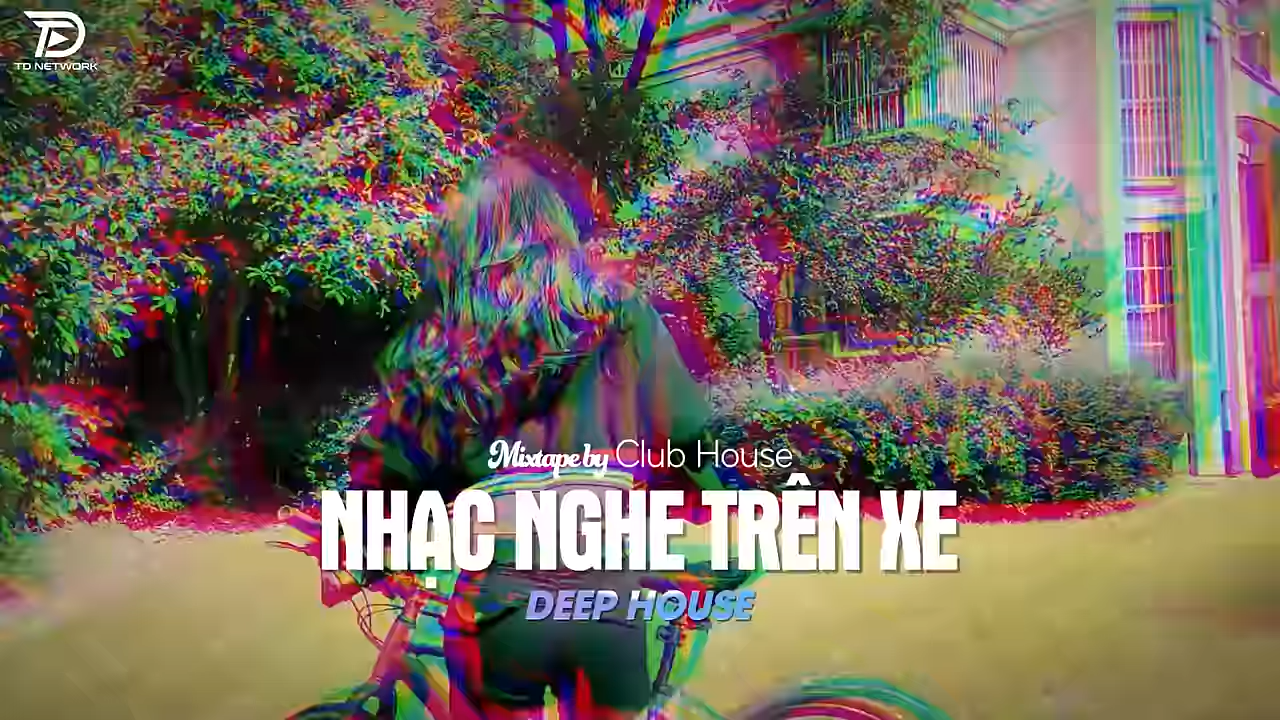 TD NETWORK
Mixtape by Club House
NHẠC NGHE TRÊN XE
DEEP HOUSE